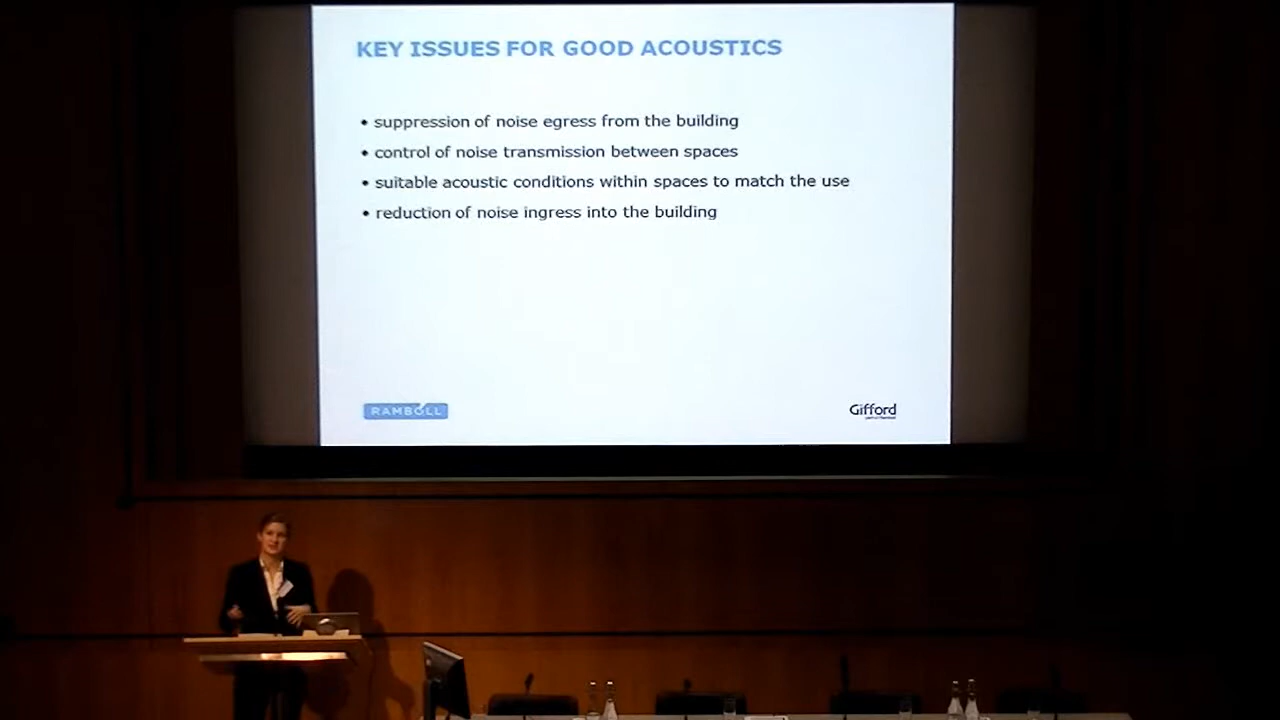 KEY ISSUES FOR GOOD ACOUSTICS
• suppression of noise egress from the building
• control of noise transmission between spaces
• suitable acoustic conditions within spaces to match the use
• reduction of noise ingress into the building
RAMBOLL
Gifford